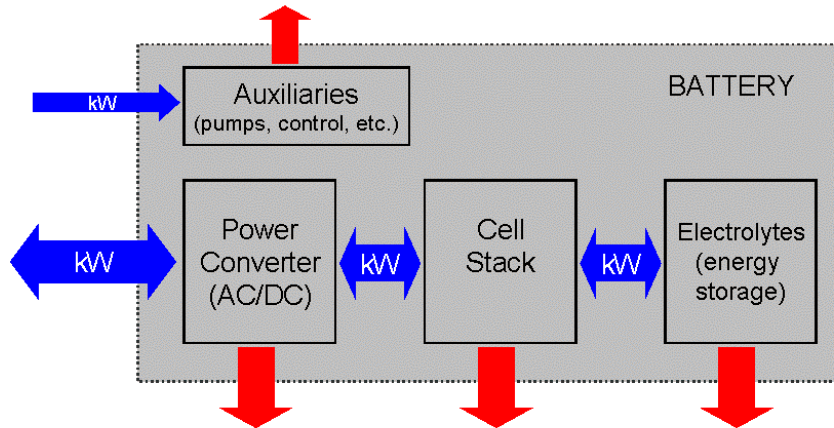 Auxiliaries
(pumps, control, etc.)
BATTERY
kW
Power
Converter
(AC/DC)
Cell
Stack
Electrolytes
(energy
storage)
kW
kW
kW